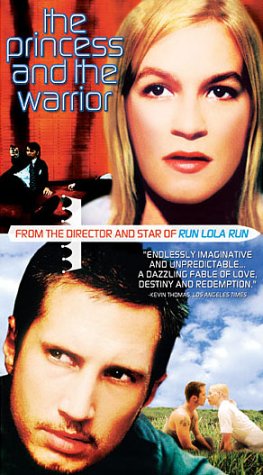 the princess
and the
warrior
FROM THE DIRECTOR AND STAR OF RUN LOLA RUN
"ENDLESSLY IMAGINATIVE
AND UNPREDICTABLE...
A DAZZLING FABLE OF LOVE,
DESTINY AND REDEMPTION."
-KEVIN THOMAS, LOS ANGELES TIMES